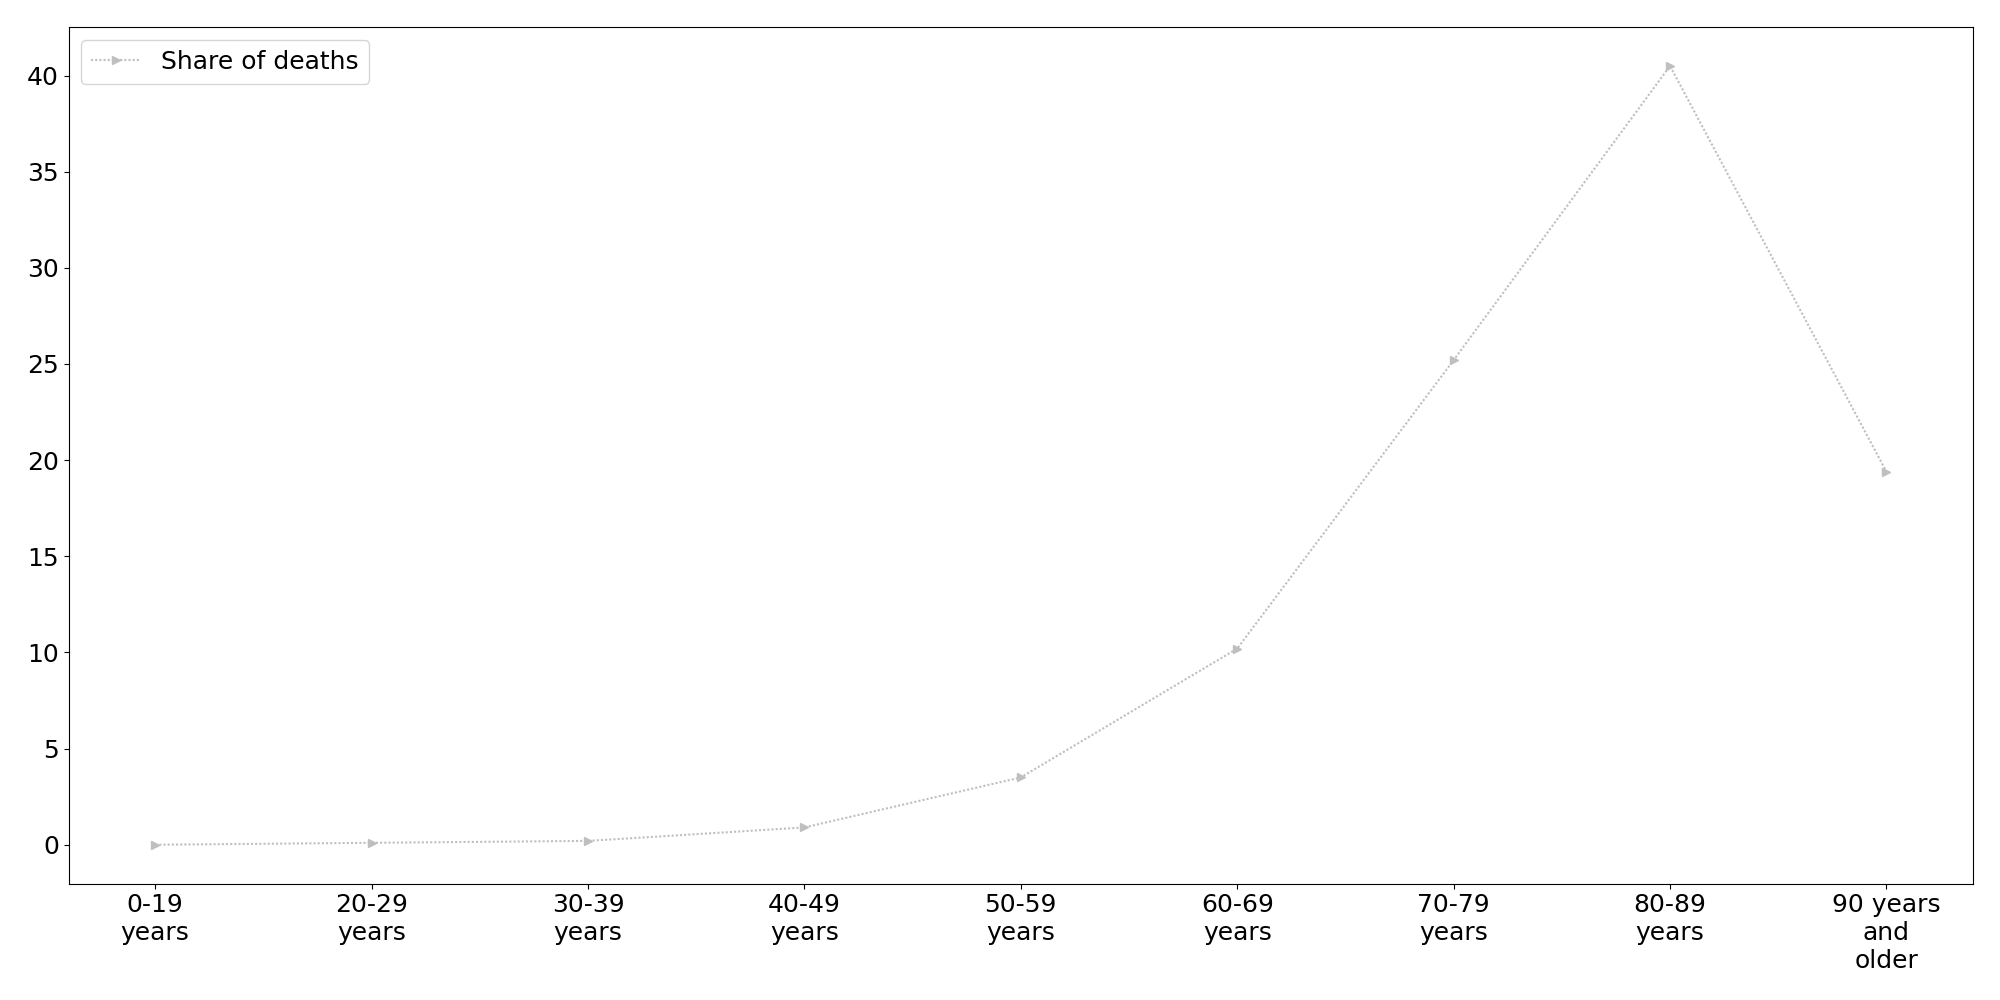 Share of deaths
40
35
30
25
20
15
10
5
0
0-19
years
20-29
years
30-39
years
40-49
years
50-59
years
60-69
years
70-79
years
80-89
years
90 years
and
older